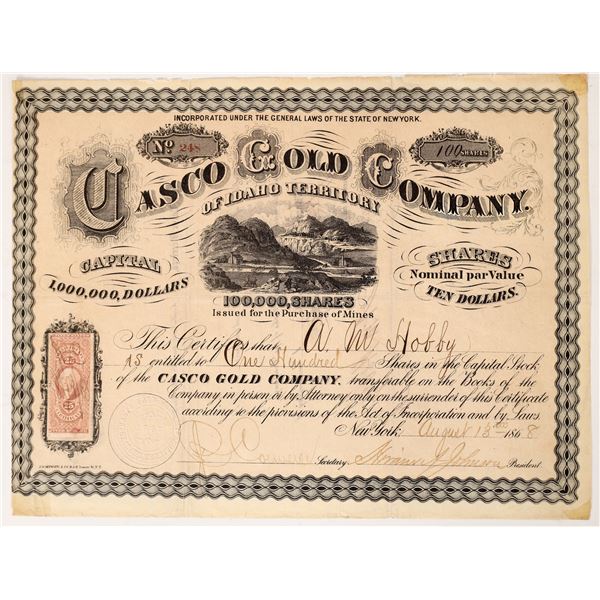 INCORPORATED UNDER THE GENERAL LAWS OF THE STATE OF NEW YORK.
No 248
100 SHARES
CASCO GOLD COMPANY.
OF IDAHO TERRITORY
CAPITAL
1,000,000, DOLLARS
SHARES
Nominal par Value
TEN DOLLARS.
100,000, SHARES
Issued for the Purchase of Mines
This Certifies that A. M. Hobby
is entitled to One Hundred Shares in the Capital Stock
of the CASCO GOLD COMPANY. transferable on the Books of the
Company in person or by Attorney only on the surrender of this Certificate
according to the provisions of the Act of Incorporation and by Laws.
New York August 13th 1868
Secretary Johnson President.
25
25